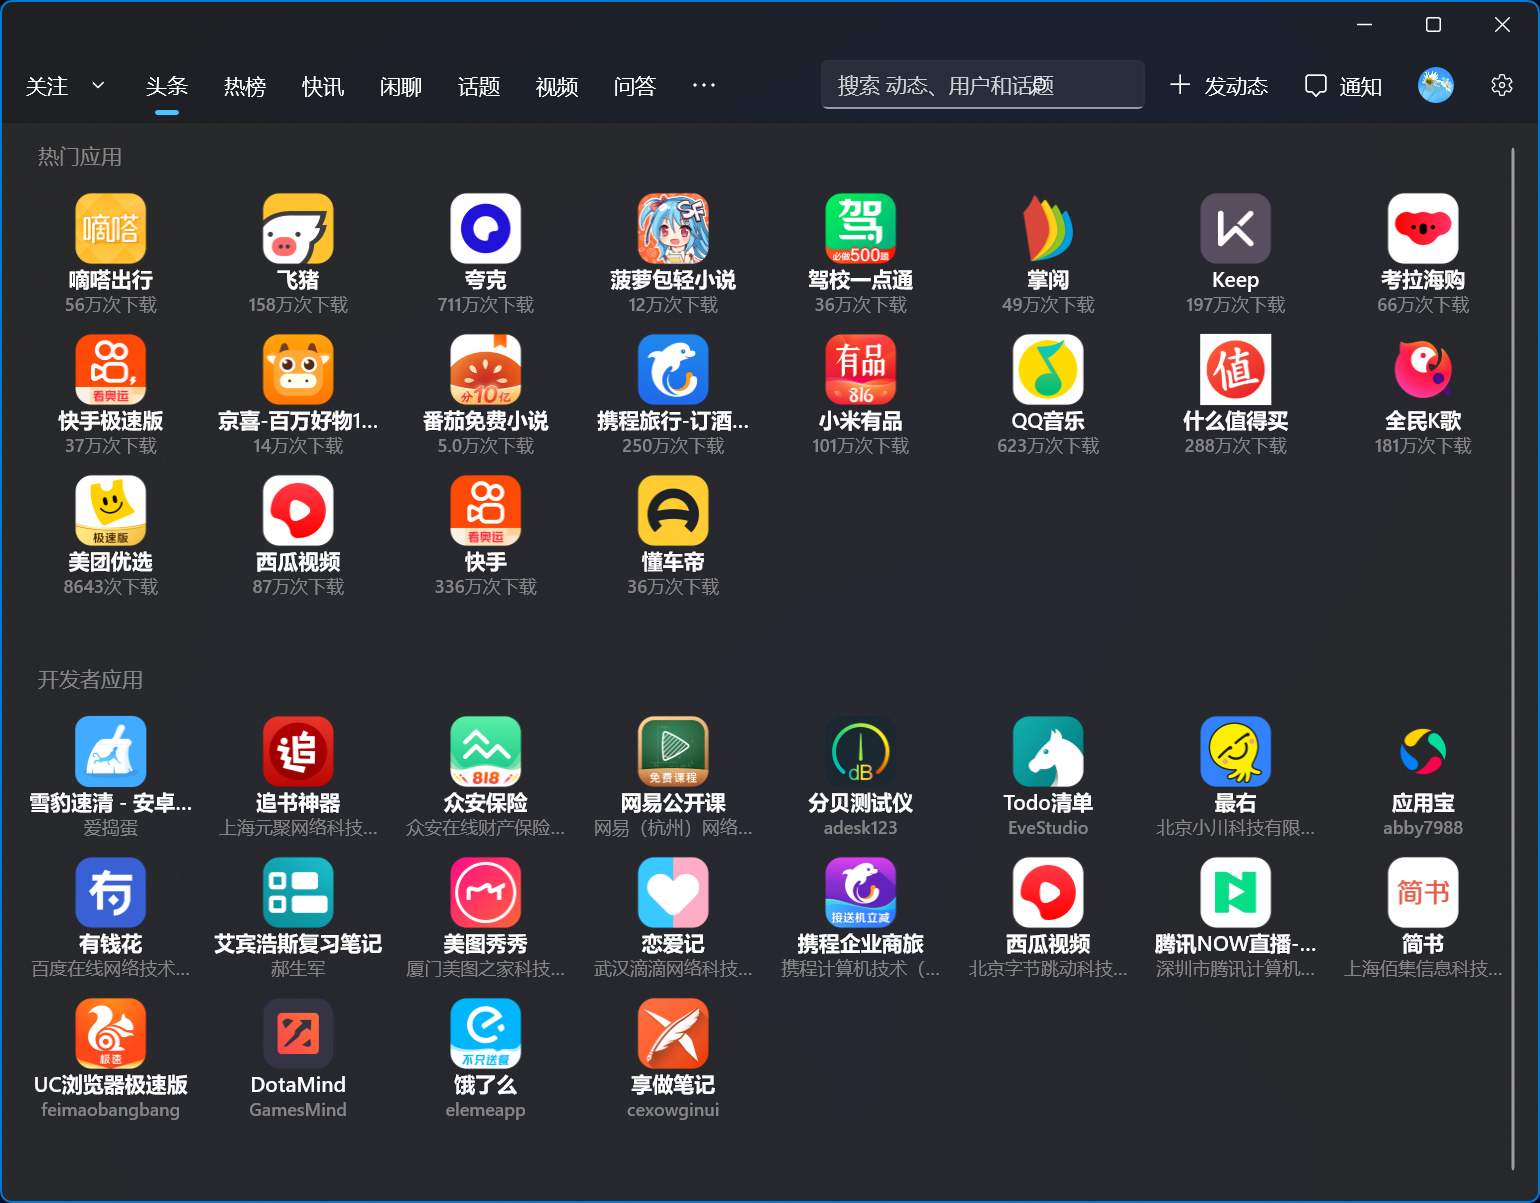 关注 头条 热榜 快讯 闲聊 话题 视频 问答 ··· 搜索 动态、用户和话题 发动态 通知
热门应用
嘀嗒 SF 驾 必做500题
嘀嗒出行 飞猪 夸克 菠萝包轻小说 驾校一点通 掌阅 Keep 考拉海购
56万次下载 158万次下载 711万次下载 12万次下载 36万次下载 49万次下载 197万次下载 66万次下载
看奥运 分10亿 有品 816 值
快手极速版 京喜-百万好物1... 番茄免费小说 携程旅行-订酒... 小米有品 QQ音乐 什么值得买 全民K歌
37万次下载 14万次下载 5.0万次下载 250万次下载 101万次下载 623万次下载 288万次下载 181万次下载
极速版 看奥运
美团优选 西瓜视频 快手 懂车帝
8643次下载 87万次下载 336万次下载 36万次下载
开发者应用
追 818 免费课程 dB
雪豹速清 - 安卓... 追书神器 众安保险 网易公开课 分贝测试仪 Todo清单 最右 应用宝
爱捣蛋 上海元聚网络科技... 众安在线财产保险... 网易（杭州）网络... adesk123 EveStudio 北京小川科技有限... abby7988
有 接送机立减 简书
有钱花 艾宾浩斯复习笔记 美图秀秀 恋爱记 携程企业商旅 西瓜视频 腾讯NOW直播-... 简书
百度在线网络技术... 郝生军 厦门美图之家科技... 武汉滴滴网络科技... 携程计算机技术（... 北京字节跳动科技... 深圳市腾讯计算机... 上海佰集信息科技...
极速 不只送餐
UC浏览器极速版 DotaMind 饿了么 享做笔记
feimaobangbang GamesMind elemeapp cexowginui